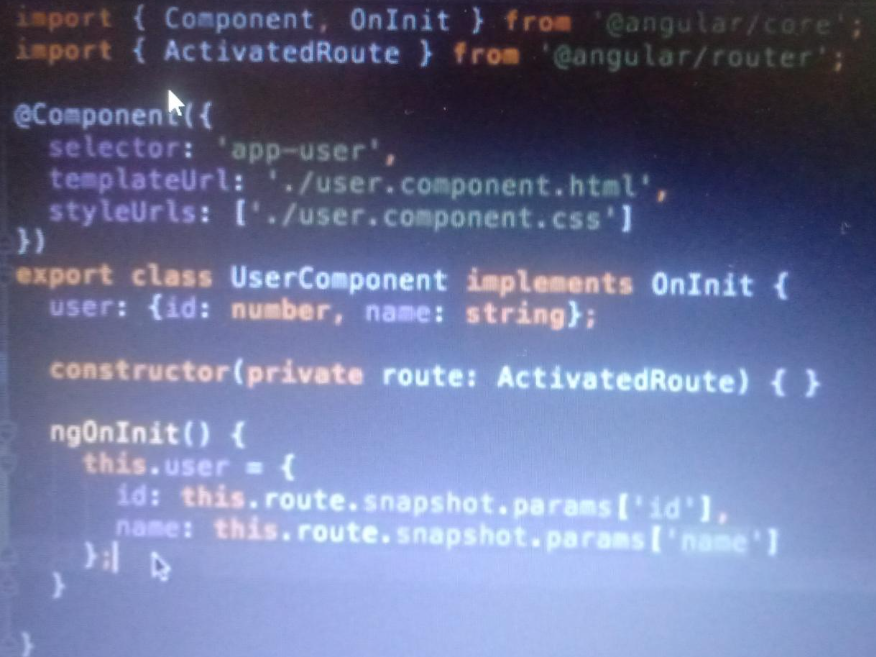 import { Component, OnInit } from '@angular/core';
import { ActivatedRoute } from '@angular/router';
@Component({
selector: 'app-user',
templateUrl: './user.component.html',
styleUrls: ['./user.component.css']
})
export class UserComponent implements OnInit {
user: {id: number, name: string};
constructor(private route: ActivatedRoute) { }
ngOnInit() {
this.user = {
id: this.route.snapshot.params['id'],
name: this.route.snapshot.params['name']
};
}
}